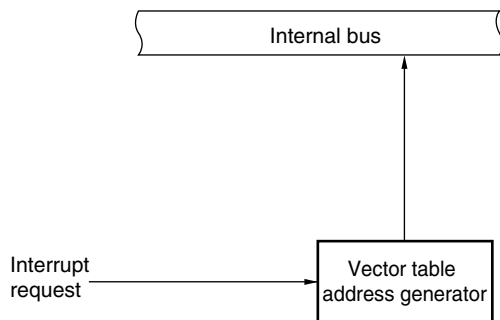 Internal bus
Interrupt
request
Vector table
address generator